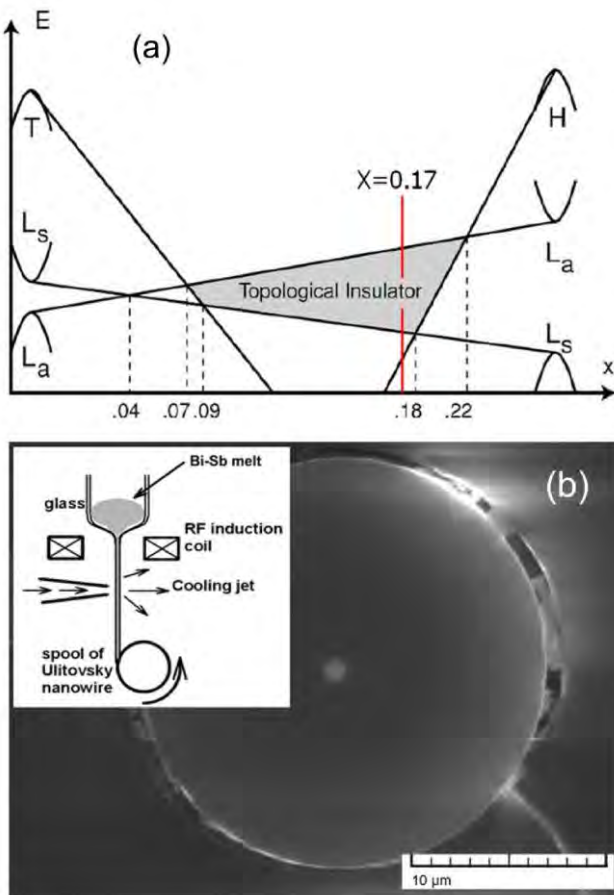 E
(a)
T
H
X=0.17
Ls
La
Topological Insulator
La
Ls
x
.04
.07
.09
.18
.22
(b)
Bi-Sb melt
glass
RF induction
coil
Cooling jet
spool of
Ulitovsky
nanowire
10 µm